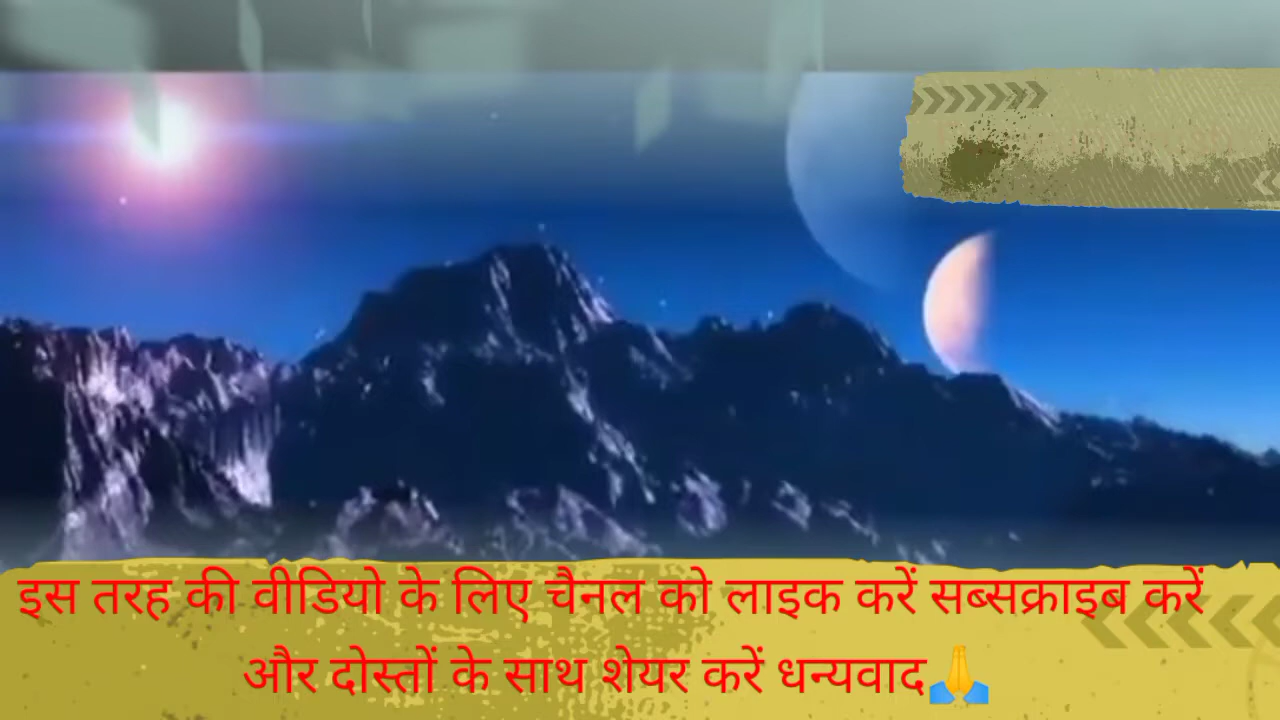 इस तरह की वीडियो के लिए चैनल को लाइक करें सब्सक्राइब करें
और दोस्तों के साथ शेयर करें धन्यवाद🙏